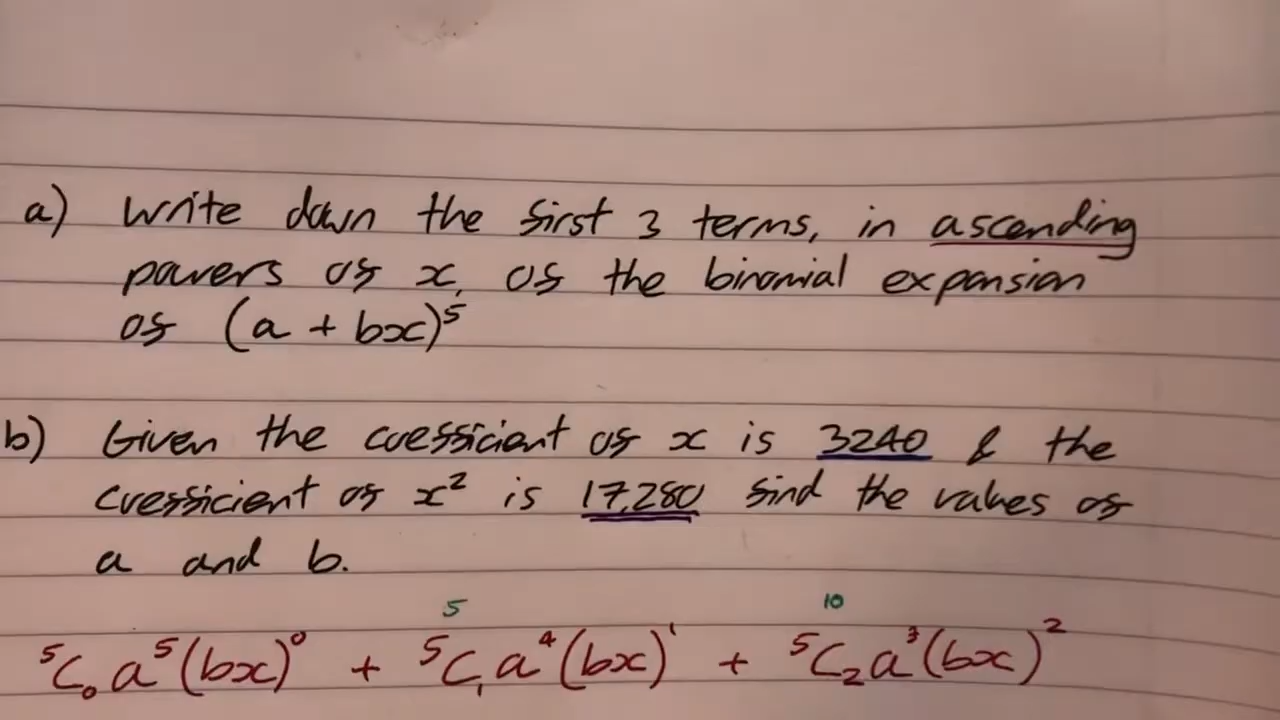 a) Write down the first 3 terms, in ascending
powers of x, of the binomial expansion
of (a + bx)⁵
b) Given the coefficient of x is 3240 & the
coefficient of x² is 17,280 find the values of
a and b.
5 10
⁵C₀a⁵(bx)⁰ + ⁵C₁a⁴(bx)¹ + ⁵C₂a³(bx)²